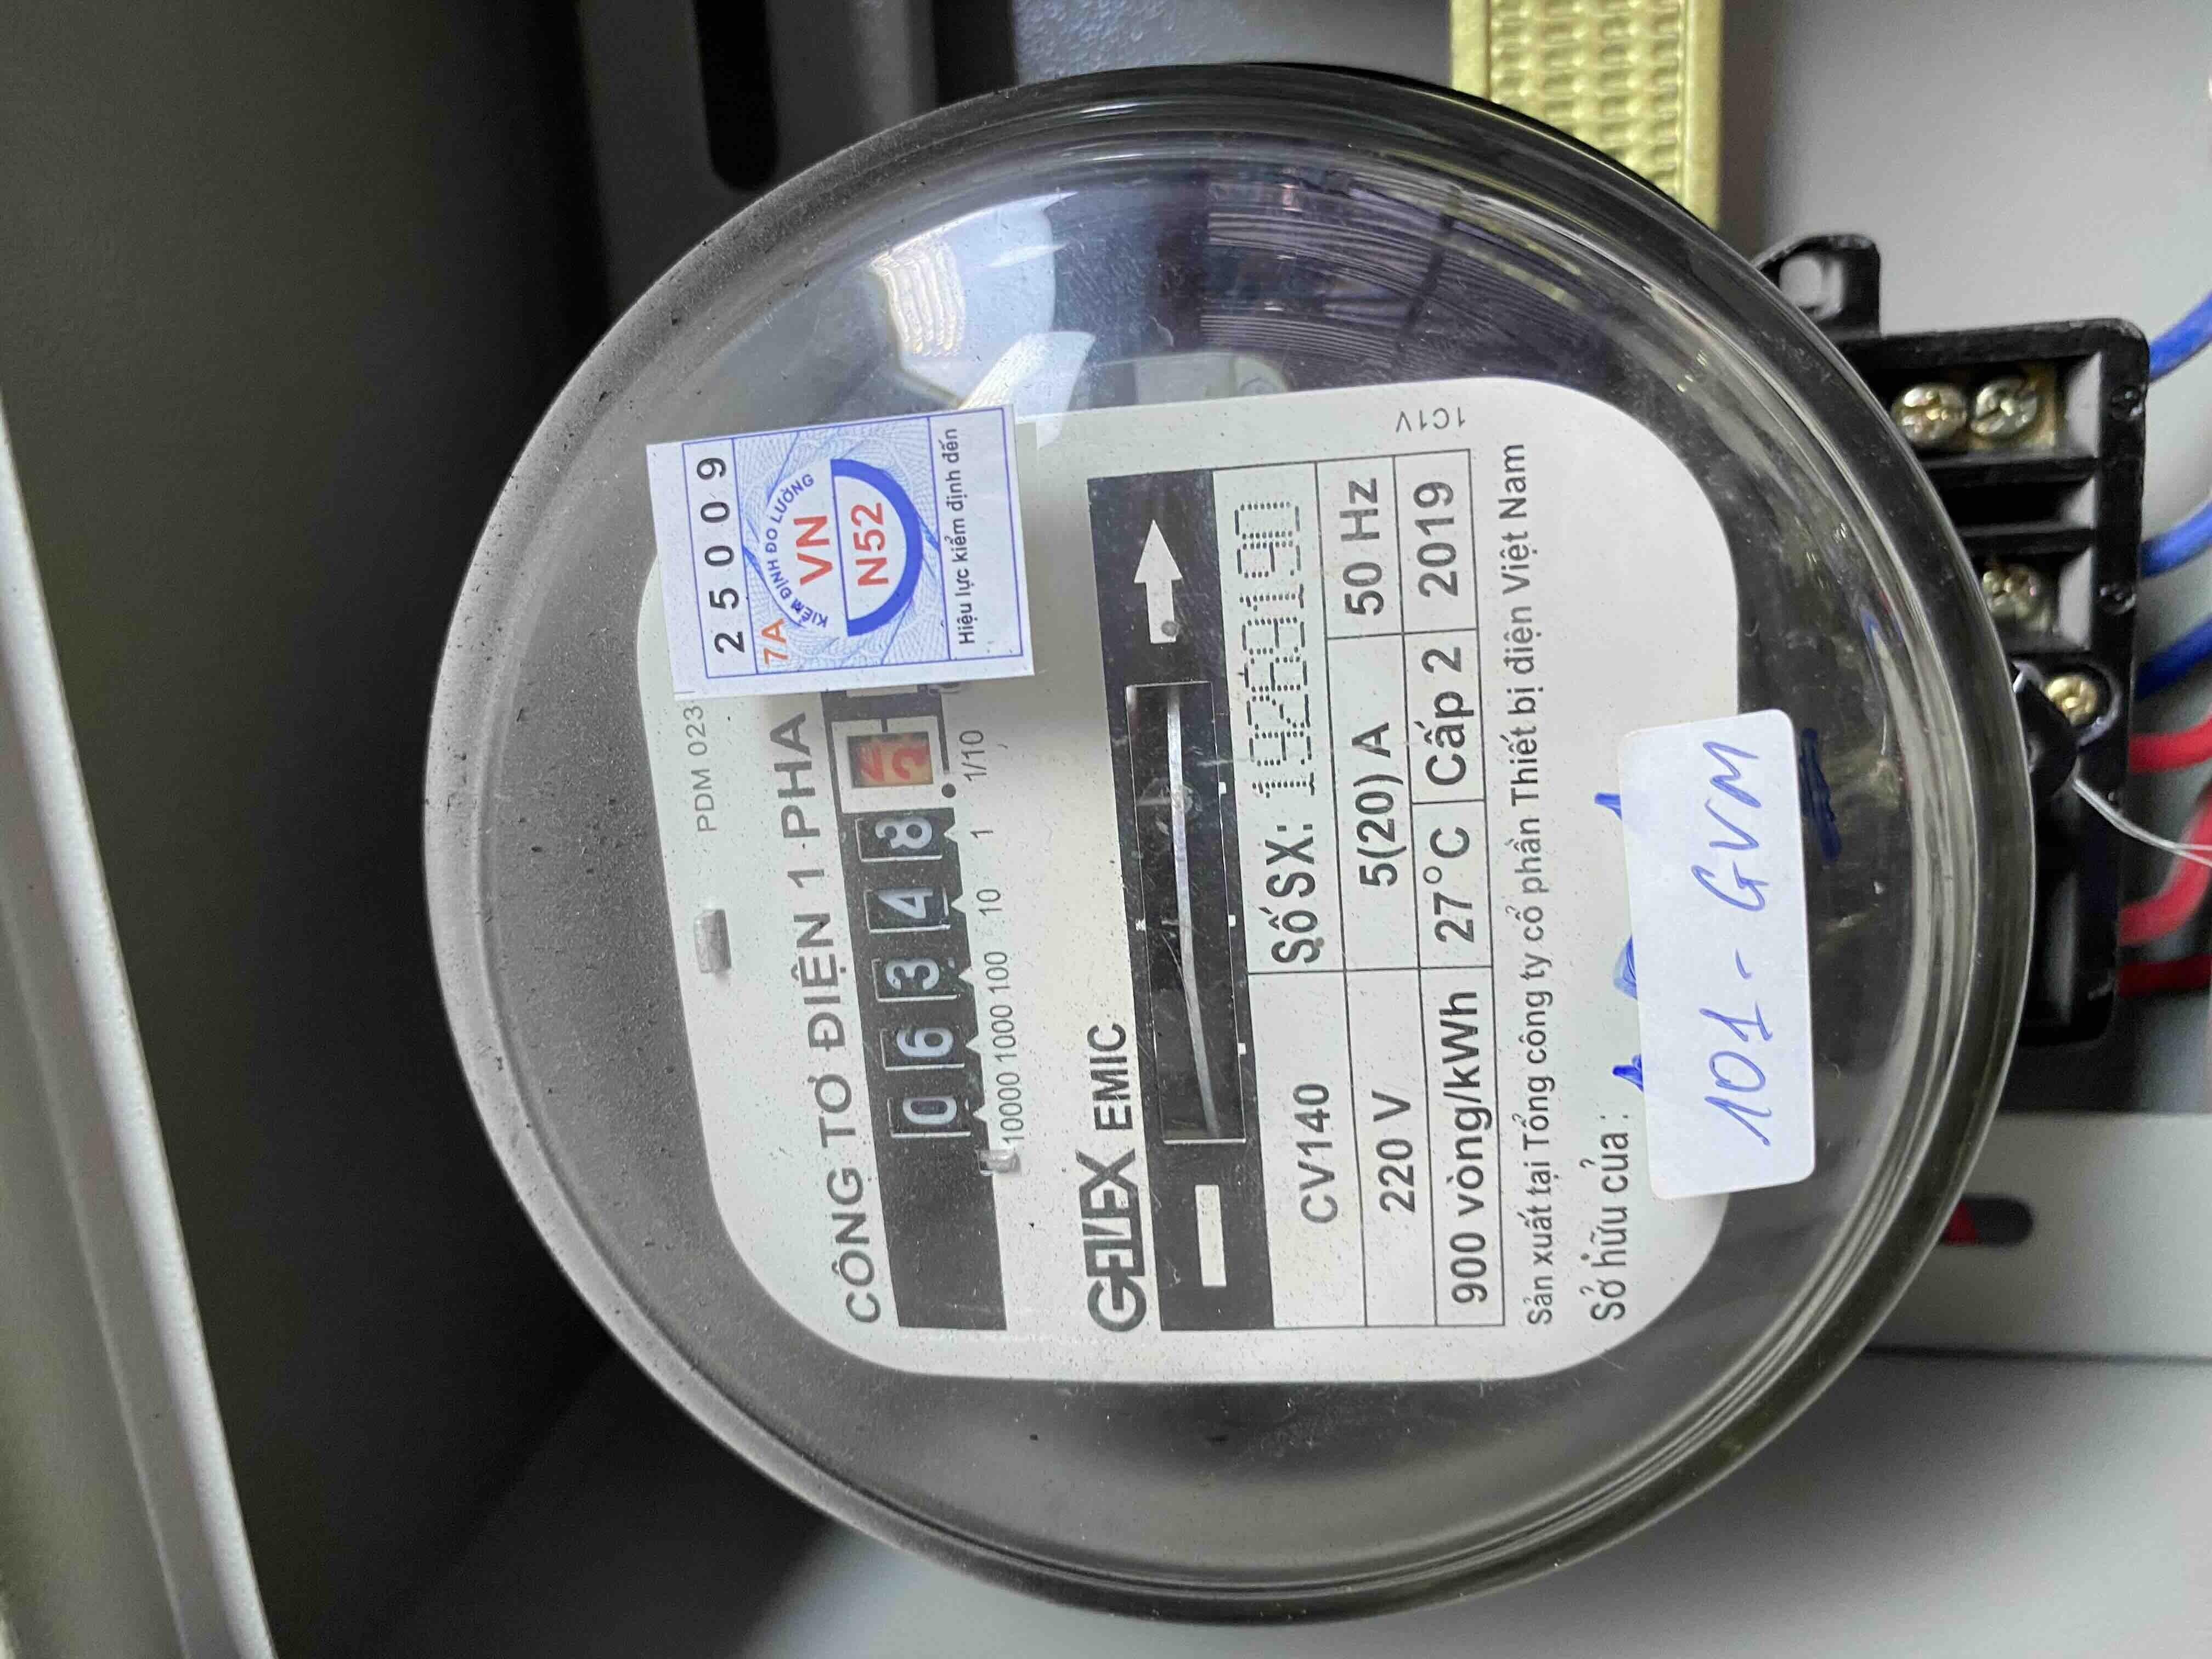 2 5 0 0 9
7A
KIỂM ĐỊNH ĐO LƯỜNG
VN
N52
Hiệu lực kiểm định đến
CÔNG TƠ ĐIỆN 1 PHA
0 6 3 4 8
10000 1000 100 10 1 1/10
GELEX EMIC
CV140 Số SX:
220 V 5(20) A 50 Hz
900 vòng/kWh 27°C Cấp 2 2019
1C1V
Sản xuất tại Tổng công ty cổ phần Thiết bị điện Việt Nam
Sở hữu của :
101 - GVM